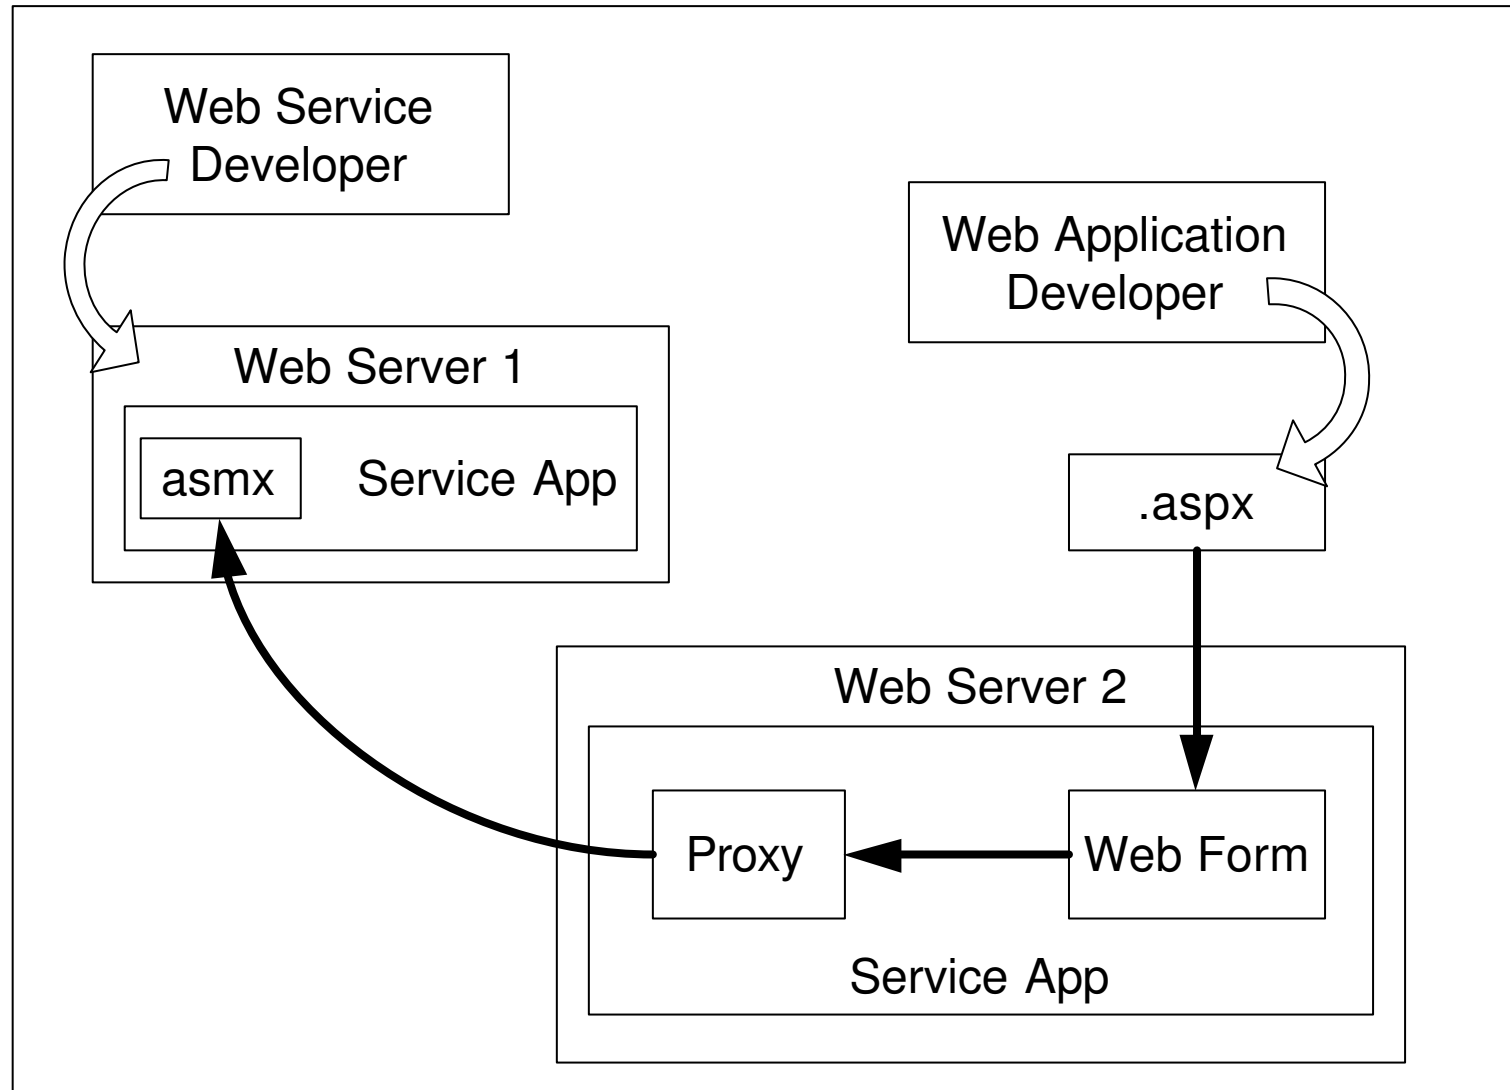 Web Service
Developer
Web Application
Developer
Web Server 1
asmx
Service App
.aspx
Web Server 2
Proxy
Web Form
Service App